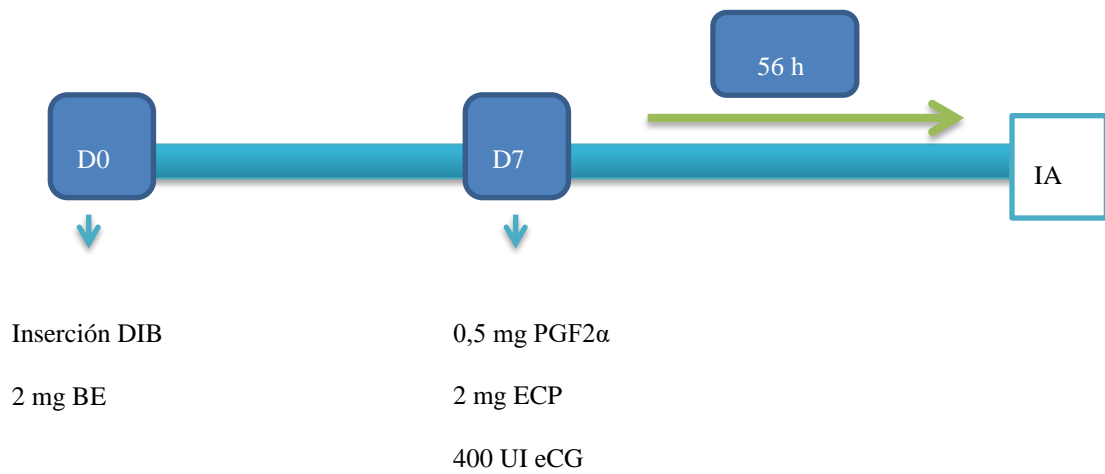 56 h
D0
D7
IA
Inserción DIB
0,5 mg PGF2α
2 mg BE
2 mg ECP
400 UI eCG